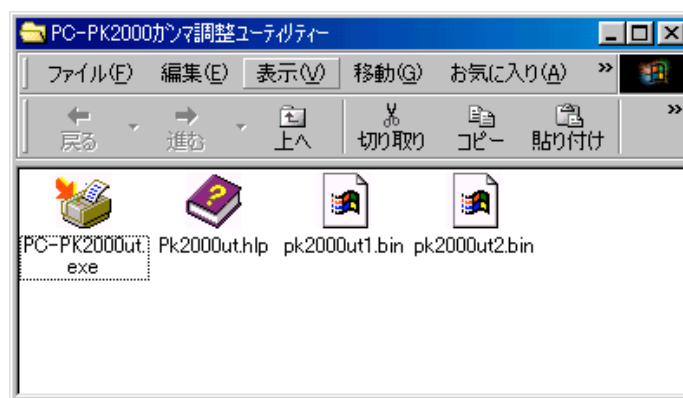 PC-PK2000ガンマ調整ユーティリティー
ファイル(F) 編集(E) 表示(V) 移動(G) お気に入り(A) »
戻る 進む 上へ 切り取り コピー 貼り付け »
PC-PK2000ut.exe Pk2000ut.hlp pk2000ut1.bin pk2000ut2.bin